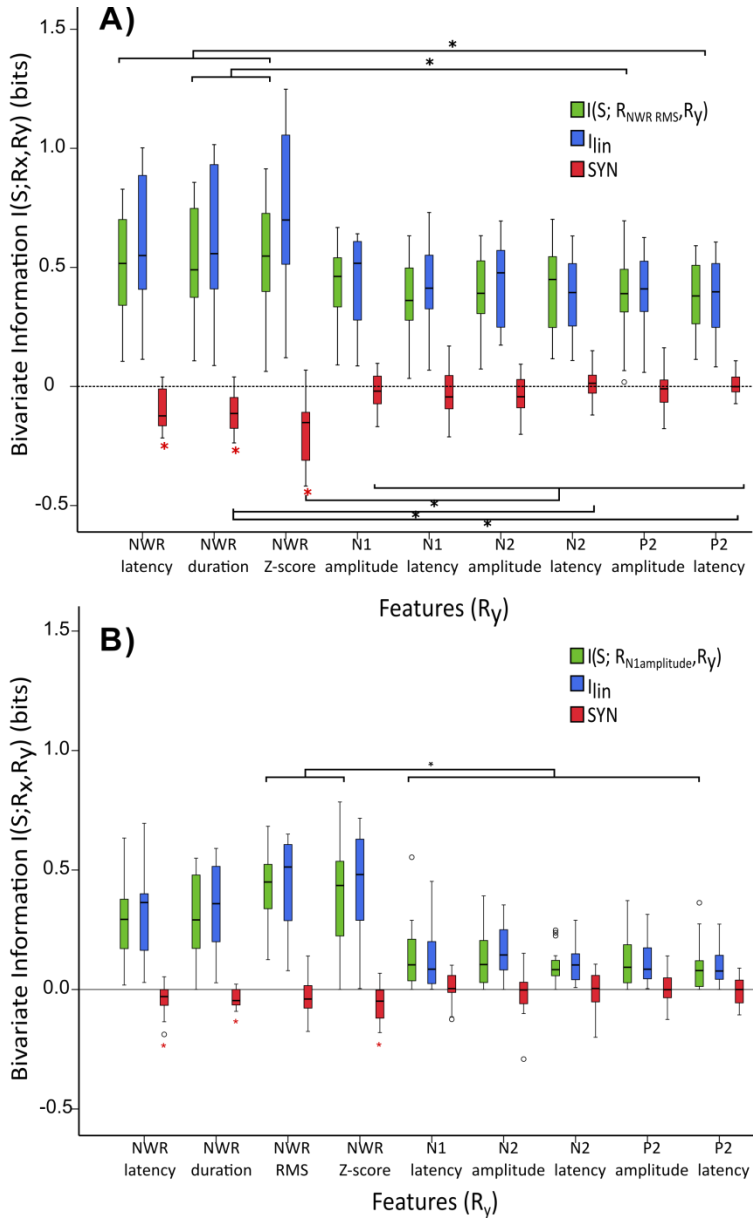 A)
Bivariate Information I(S;Rx,Ry) (bits)
1.5
1.0
0.5
0
-0.5
*
*
I(S; RNWR RMS,Ry)
Ilin
SYN
*
*
*
*
*
*
NWR latency
NWR duration
NWR Z-score
N1 amplitude
N1 latency
N2 amplitude
N2 latency
P2 amplitude
P2 latency
Features (Ry)
B)
Bivariate Information I(S;Rx,Ry) (bits)
1.5
1.0
0.5
0.0
-0.5
I(S; RN1amplitude,Ry)
Ilin
SYN
*
*
*
*
NWR latency
NWR duration
NWR RMS
NWR Z-score
N1 latency
N2 amplitude
N2 latency
P2 amplitude
P2 latency
Features (Ry)